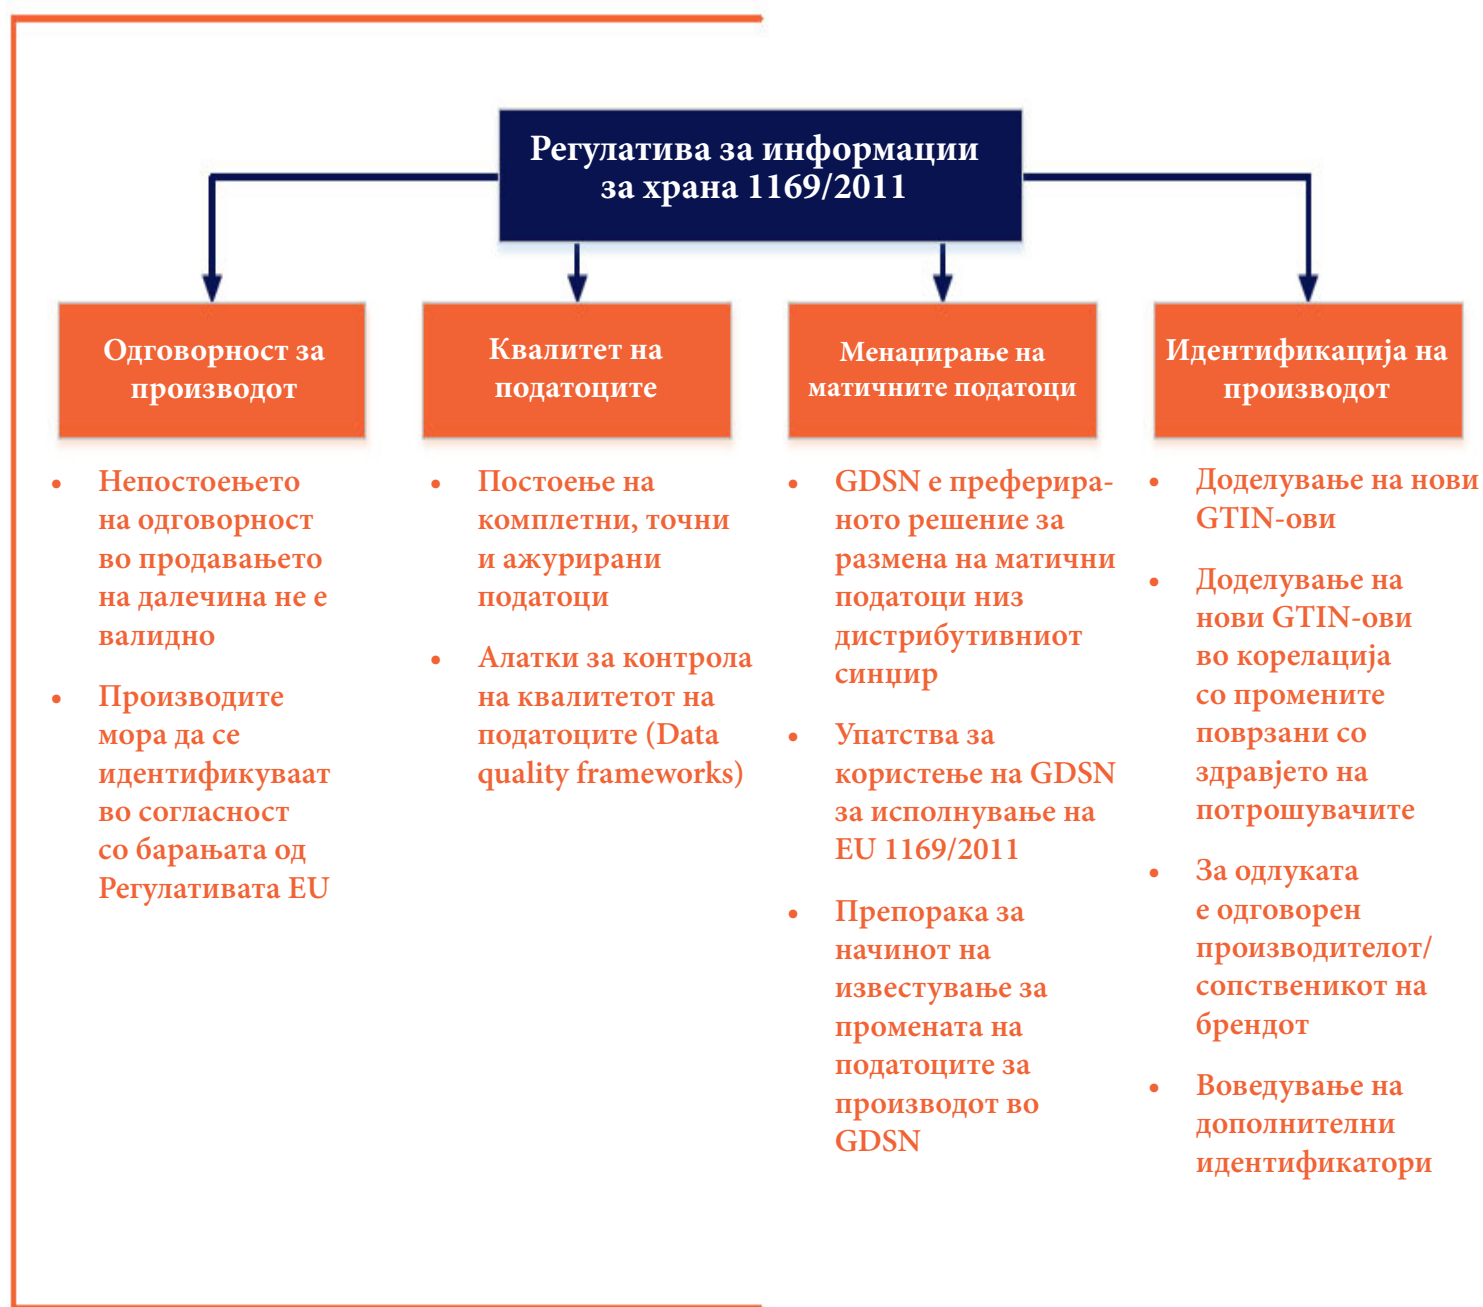 Регулатива за информации
за храна 1169/2011
Одговорност за
производот
• Непостоењето
на одговорност
во продавањето
на далечина не е
валидно
• Производите
мора да се
идентификуваат
во согласност
со барањата од
Регулативата EU
Квалитет на
податоците
• Постоење на
комплетни, точни
и ажурирани
податоци
• Алатки за контрола
на квалитетот на
податоците (Data
quality frameworks)
Менаџирање на
матичните податоци
• GDSN е преферира-
ното решение за
размена на матични
податоци низ
дистрибутивниот
синџир
• Упатства за
користење на GDSN
за исполнување на
EU 1169/2011
• Препорака за
начинот на
известување за
промената на
податоците за
производот во
GDSN
Идентификација на
производот
• Доделување на нови
GTIN-ови
• Доделување на
нови GTIN-ови
во корелација
со промените
поврзани со
здравјето на
потрошувачите
• За одлуката
е одговорен
производителот/
сопственикот на
брендот
• Воведување на
дополнителни
идентификатори